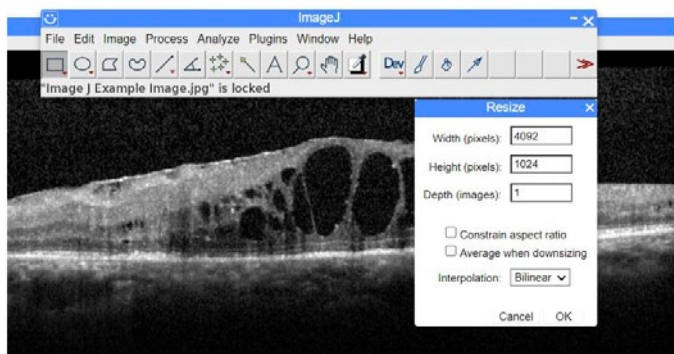 ImageJ
File Edit Image Process Analyze Plugins Window Help
Dev
"Image J Example Image.jpg" is locked
Resize
Width (pixels): 4092
Height (pixels): 1024
Depth (images): 1
Constrain aspect ratio
Average when downsizing
Interpolation: Bilinear
Cancel OK